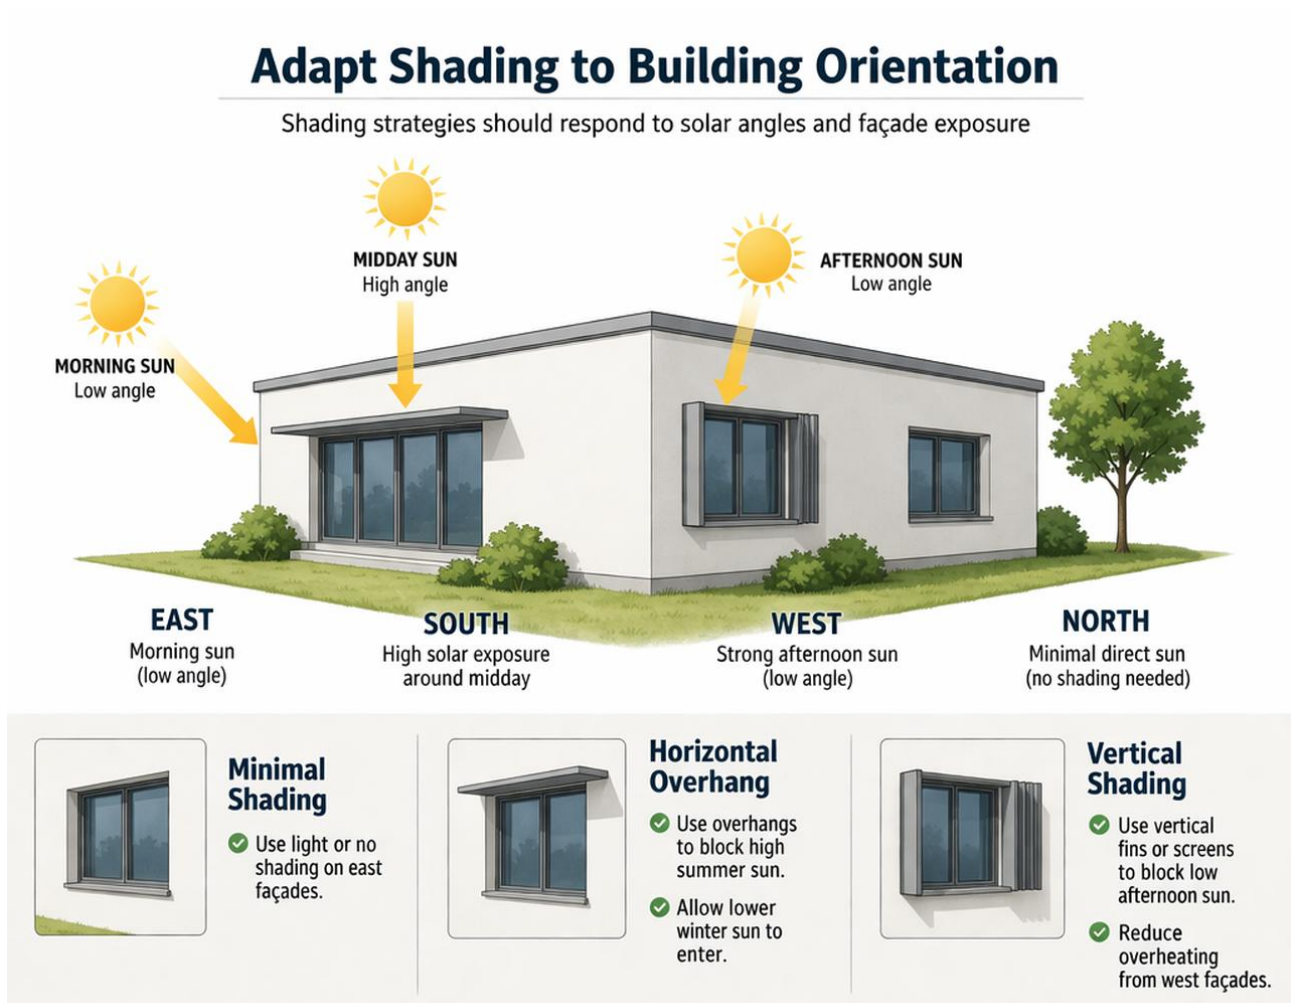 Adapt Shading to Building Orientation
Shading strategies should respond to solar angles and façade exposure
MIDDAY SUN
High angle
AFTERNOON SUN
Low angle
MORNING SUN
Low angle
EAST
Morning sun
(low angle)
SOUTH
High solar exposure
around midday
WEST
Strong afternoon sun
(low angle)
NORTH
Minimal direct sun
(no shading needed)
Minimal
Shading
Use light or no
shading on east
façades.
Horizontal
Overhang
Use overhangs
to block high
summer sun.
Allow lower
winter sun to
enter.
Vertical
Shading
Use vertical
fins or screens
to block low
afternoon sun.
Reduce
overheating
from west façades.